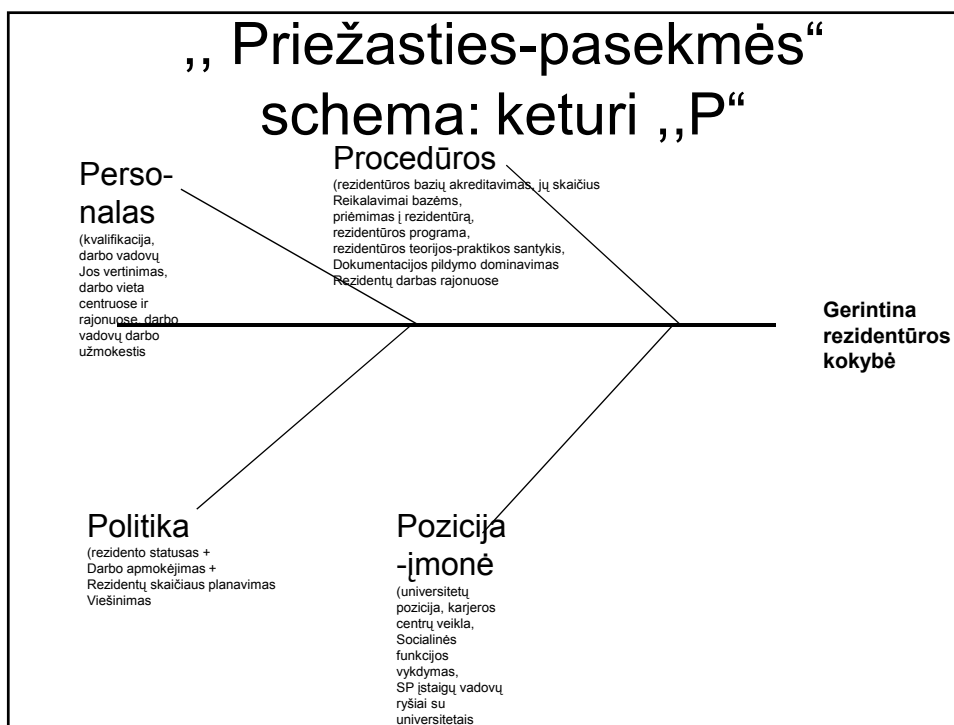 ,, Priežasties-pasekmės“
schema: keturi ,,P“
Perso-
nalas
(kvalifikacija,
darbo vadovų
Jos vertinimas,
darbo vieta
centruose ir
rajonuose, darbo
vadovų darbo
užmokestis
Procedūros
(rezidentūros bazių akreditavimas, jų skaičius
Reikalavimai bazėms,
priėmimas į rezidentūrą,
rezidentūros programa,
rezidentūros teorijos-praktikos santykis,
Dokumentacijos pildymo dominavimas
Rezidentų darbas rajonuose
Gerintina
rezidentūros
kokybė
Politika
(rezidento statusas +
Darbo apmokėjimas +
Rezidentų skaičiaus planavimas
Viešinimas
Pozicija
-įmonė
(universitetų
pozicija, karjeros
centrų veikla,
Socialinės
funkcijos
vykdymas,
SP įstaigų vadovų
ryšiai su
universitetais